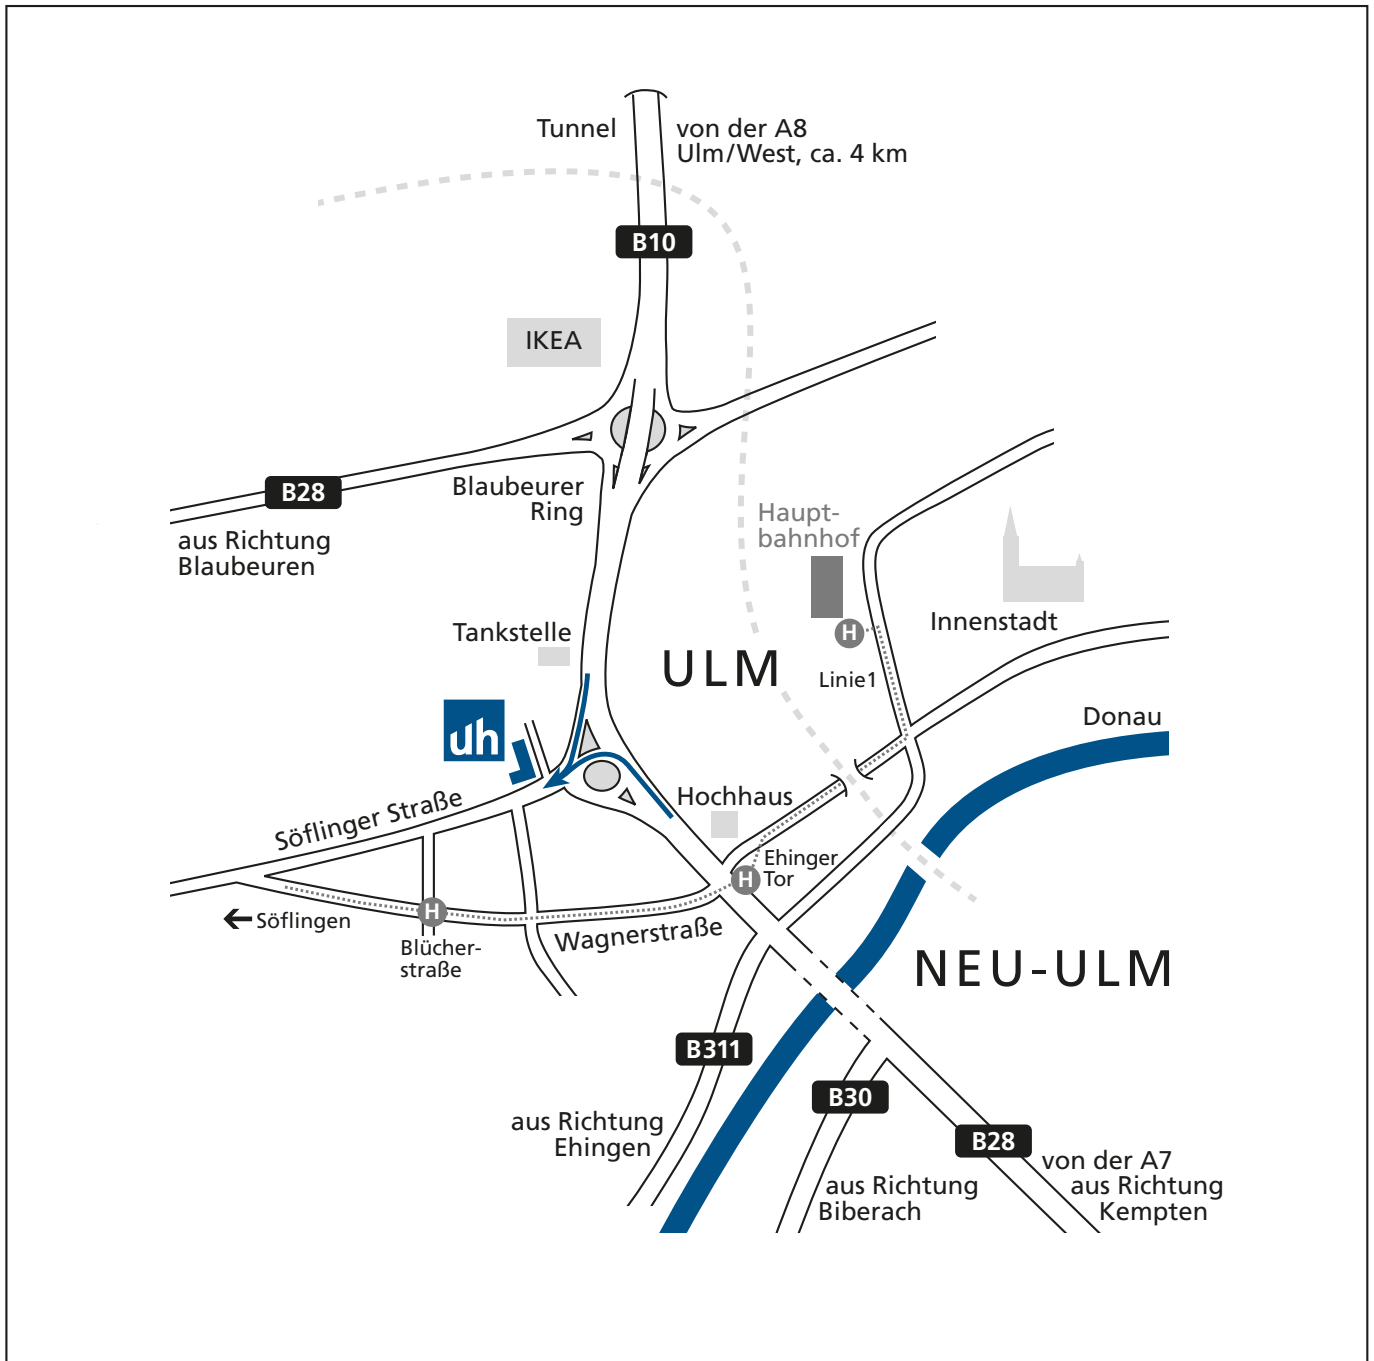 Tunnel
von der A8
Ulm/West, ca. 4 km
B10
IKEA
B28
Blaubeurer
Ring
aus Richtung
Blaubeuren
Haupt-
bahnhof
H
Innenstadt
Tankstelle
ULM
Linie1
Donau
uh
Hochhaus
Söflinger Straße
Ehinger
Tor
H
H
Söflingen
Wagnerstraße
Blücher-
straße
NEU-ULM
B311
B30
B28
aus Richtung
Ehingen
von der A7
aus Richtung
Kempten
aus Richtung
Biberach